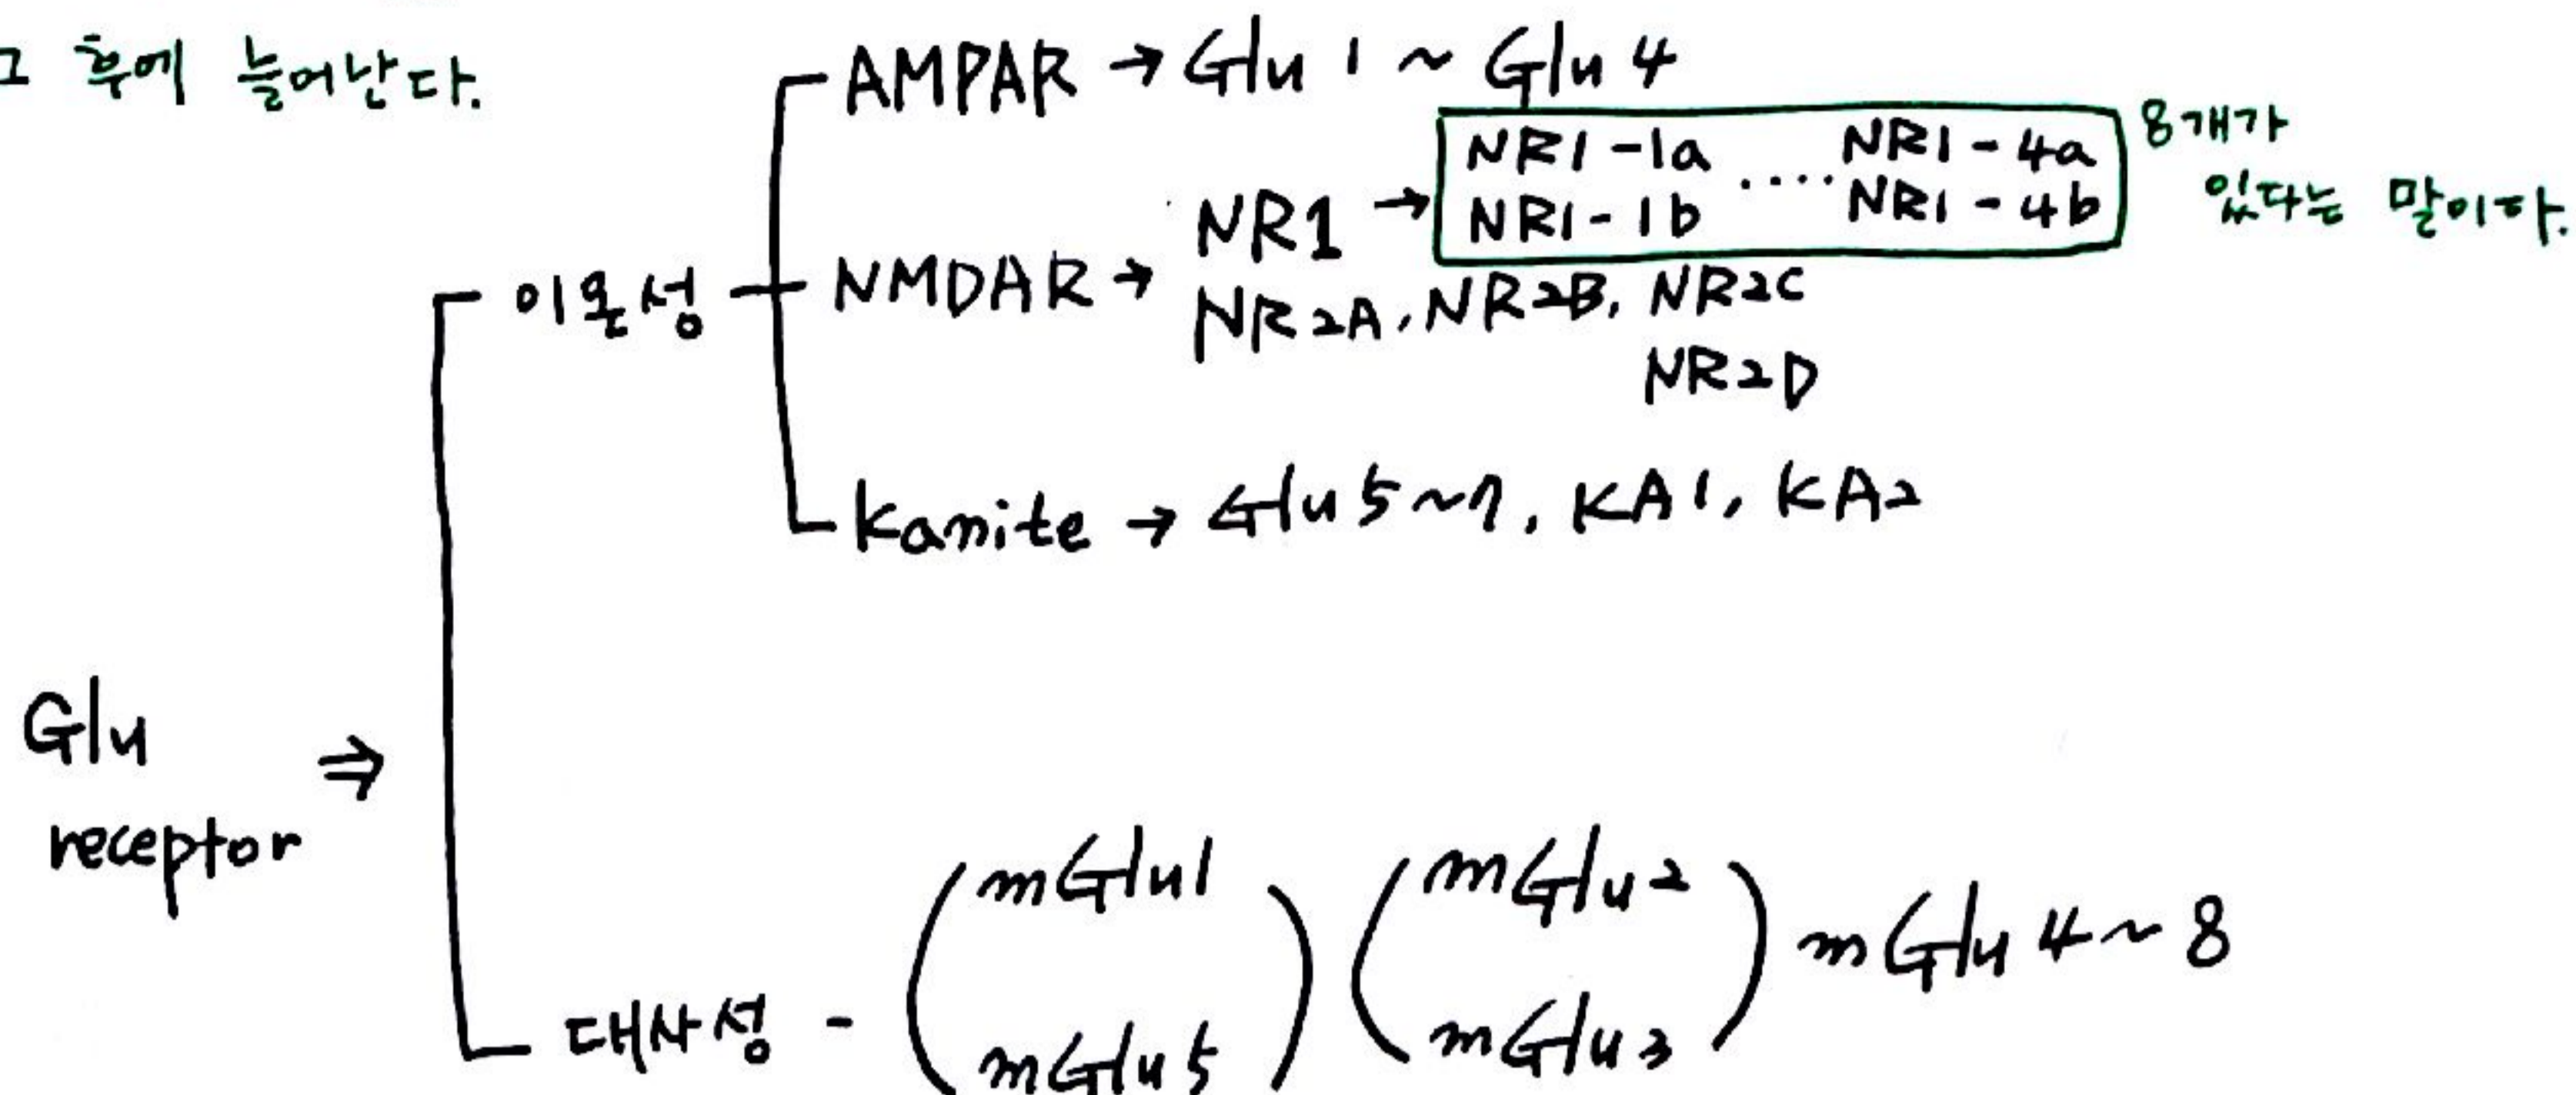 그 후에 늘어난다.
AMPAR → Glu 1 ~ Glu 4
NR1 → NR1-1a ···· NR1-4a
NR1-1b NR1-4b
8개가
있다는 말이다.
이온성 NMDAR → NR2A, NR2B, NR2C
NR2D
Kanite → Glu 5~7, KA1, KA2
Glu
receptor ⇒
대사성 - mGlu1
mGlu5
mGlu2
mGlu3
mGlu 4~8